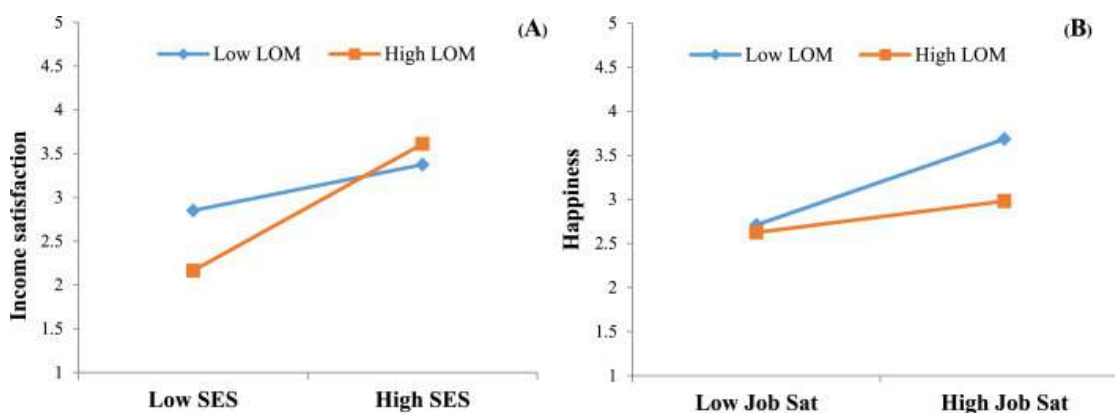 (A)
Low LOM High LOM
Income satisfaction
5
4.5
4
3.5
3
2.5
2
1.5
1
Low SES High SES
(B)
Low LOM High LOM
Happiness
5
4.5
4
3.5
3
2.5
2
1.5
1
Low Job Sat High Job Sat